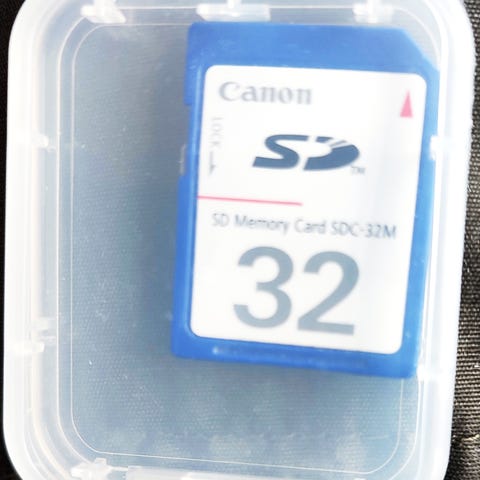 Canon
LOCK
SD
TM
SD Memory Card SDC-32M
32